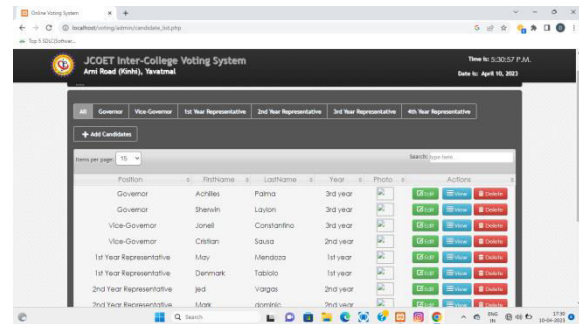 Online Voting System
localhost/voting/admin/candidate_list.php
JCOET Inter-College Voting System
Arni Road (Kinhi), Yavatmal
Time Is: 5:30:57 P.M.
Date Is: April 10, 2023
All Governor Vice-Governor 1st Year Representative 2nd Year Representative 3rd Year Representative 4th Year Representative
Add Candidates
Items per page: 15
Search: type here
Position FirstName LastName Year Photo Actions
Governor Achilles Palma 3rd year Edit View Delete
Governor Sherwin Laylon 3rd year Edit View Delete
Vice-Governor Jonell Constantino 3rd year Edit View Delete
Vice-Governor Cristian Sausa 2nd year Edit View Delete
1st Year Representative May Mendoza 1st year Edit View Delete
1st Year Representative Denmark Tablolo 1st year Edit View Delete
2nd Year Representative jed Vargas 2nd year Edit View Delete
2nd Year Representative Mark dominic 2nd year Edit View Delete
Search
ENG
IN
17:30
10-04-2023